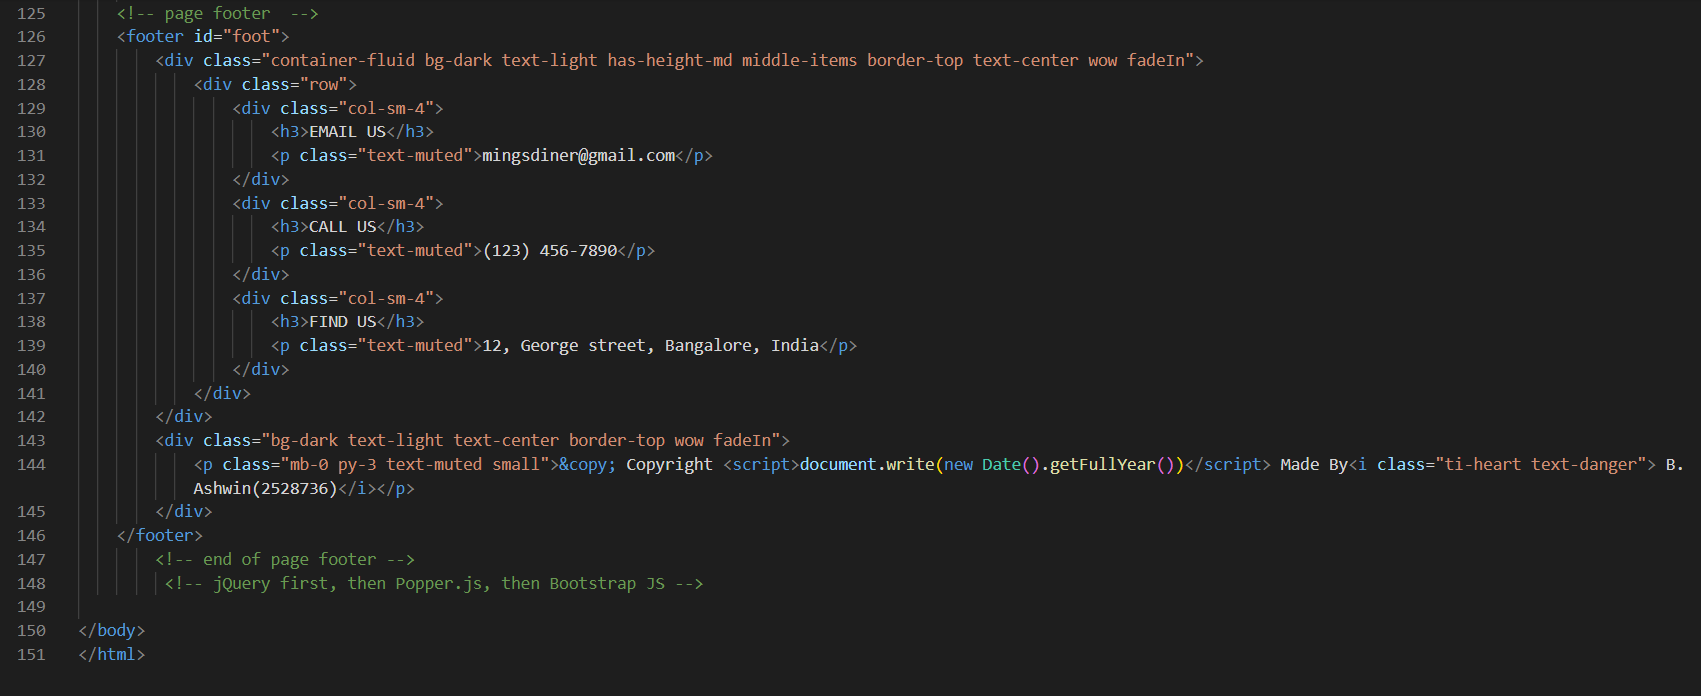 125 <!-- page footer  -->
126 <footer id="foot">
127 <div class="container-fluid bg-dark text-light has-height-md middle-items border-top text-center wow fadeIn">
128 <div class="row">
129 <div class="col-sm-4">
130 <h3>EMAIL US</h3>
131 <p class="text-muted">mingsdiner@gmail.com</p>
132 </div>
133 <div class="col-sm-4">
134 <h3>CALL US</h3>
135 <p class="text-muted">(123) 456-7890</p>
136 </div>
137 <div class="col-sm-4">
138 <h3>FIND US</h3>
139 <p class="text-muted">12, George street, Bangalore, India</p>
140 </div>
141 </div>
142 </div>
143 <div class="bg-dark text-light text-center border-top wow fadeIn">
144 <p class="mb-0 py-3 text-muted small">&copy; Copyright <script>document.write(new Date().getFullYear())</script> Made By<i class="ti-heart text-danger"> B.
Ashwin(2528736)</i></p>
145 </div>
146 </footer>
147 <!-- end of page footer -->
148 <!-- jQuery first, then Popper.js, then Bootstrap JS -->
149
150 </body>
151 </html>